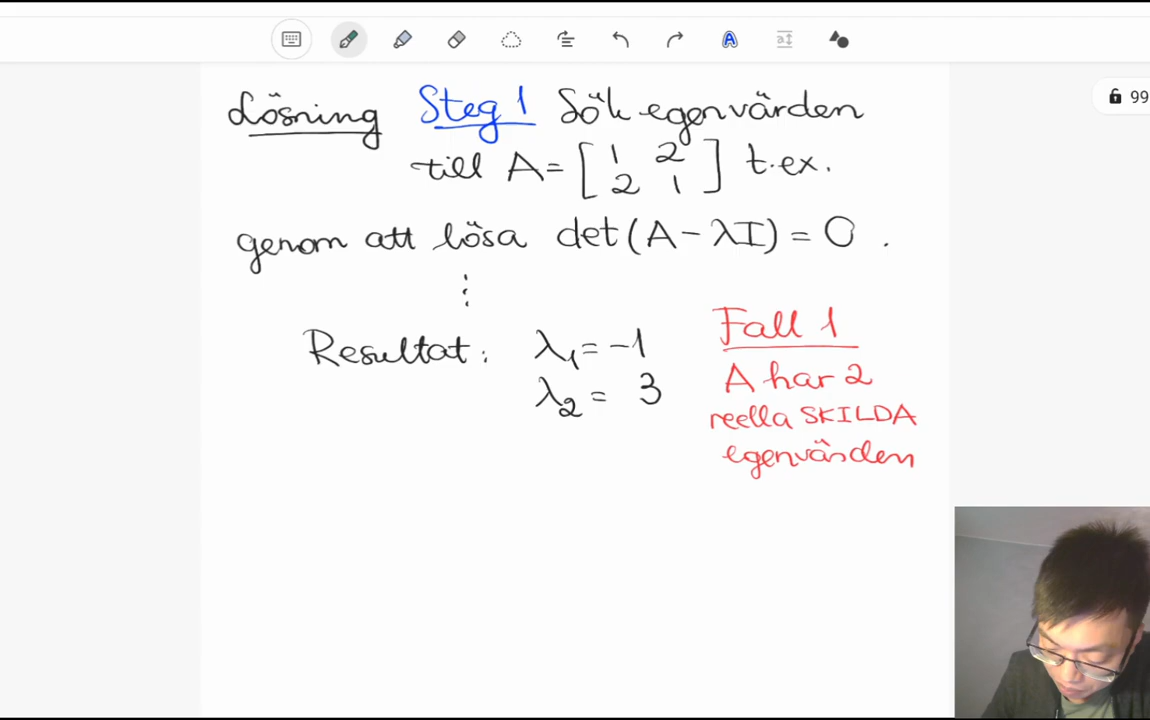 99
Lösning Steg 1 Sök egenvärden
till A = [ 1 2
2 1 ] t.ex.
genom att lösa det (A - λI) = 0 .
⋮
Resultat: λ₁ = -1
λ₂ = 3
Fall 1
A har 2
reella SKILDA
egenvärden